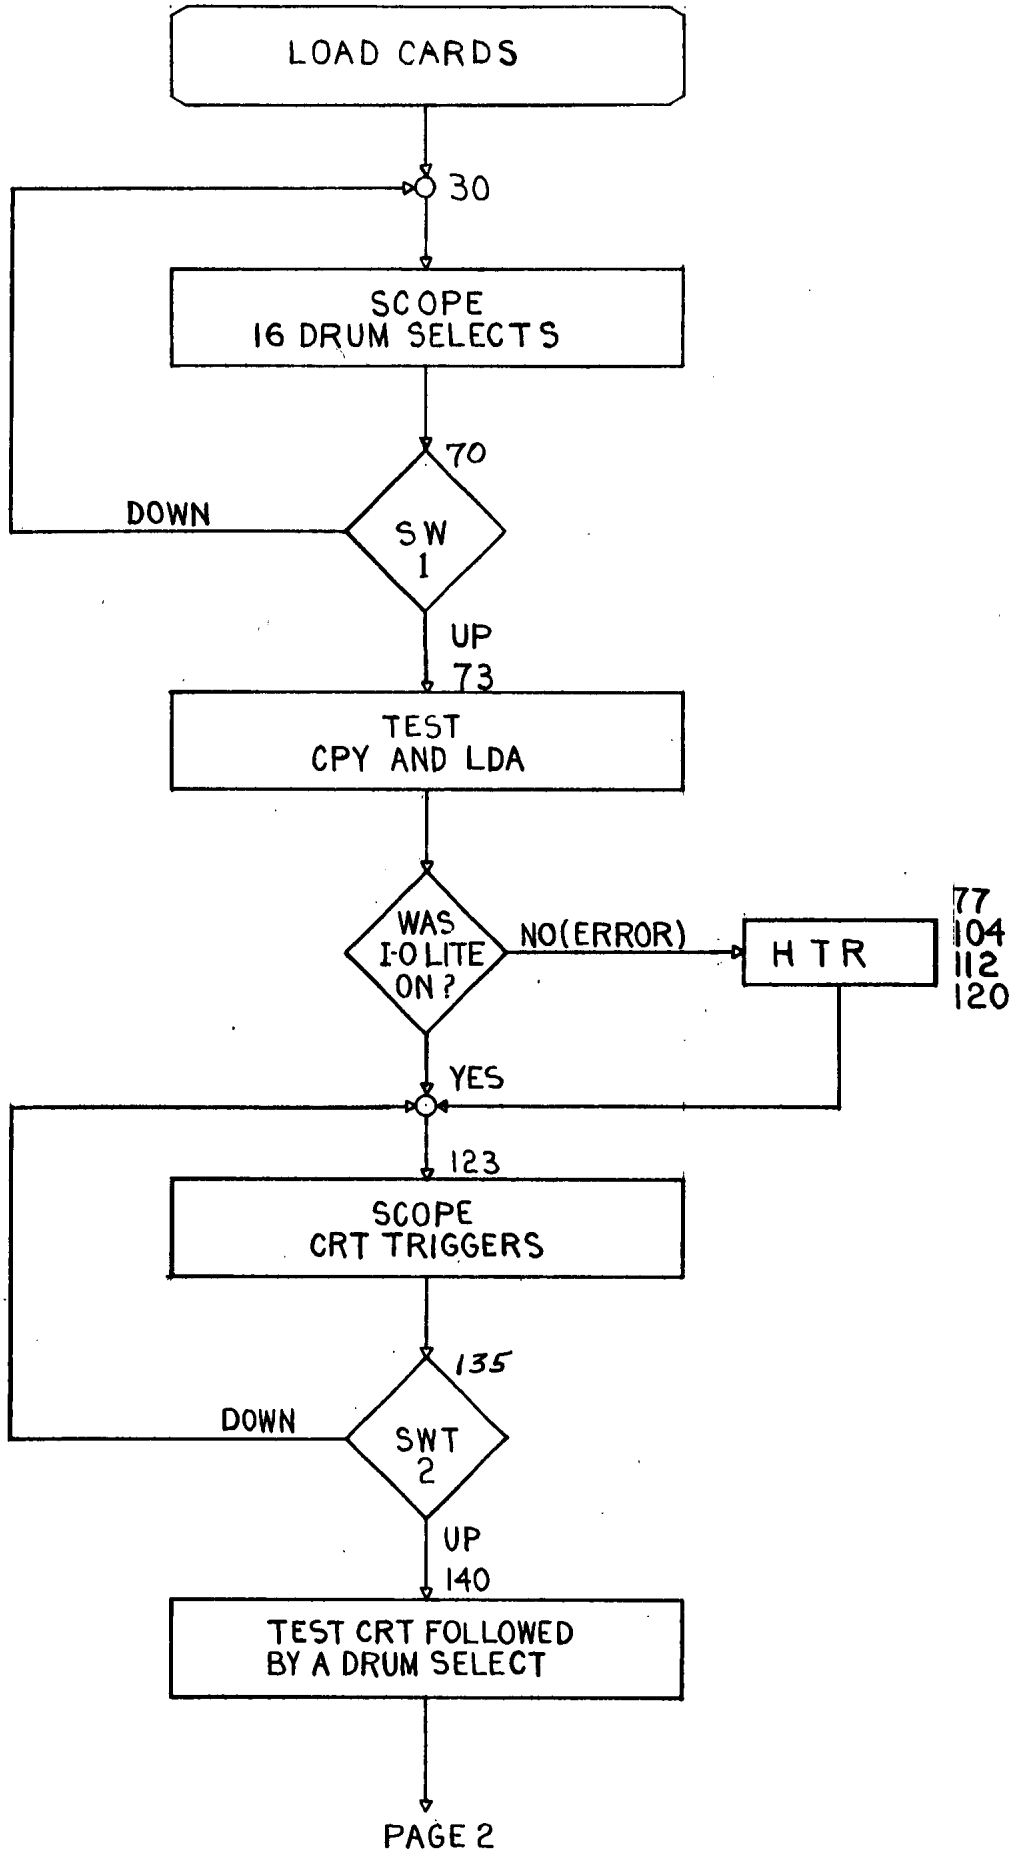 LOAD CARDS
30
SCOPE
16 DRUM SELECTS
70
DOWN
SW
1
UP
73
TEST
CPY AND LDA
WAS
I-O LITE
ON?
NO(ERROR)
HTR
77
104
112
120
YES
123
SCOPE
CRT TRIGGERS
135
DOWN
SWT
2
UP
140
TEST CRT FOLLOWED
BY A DRUM SELECT
PAGE 2